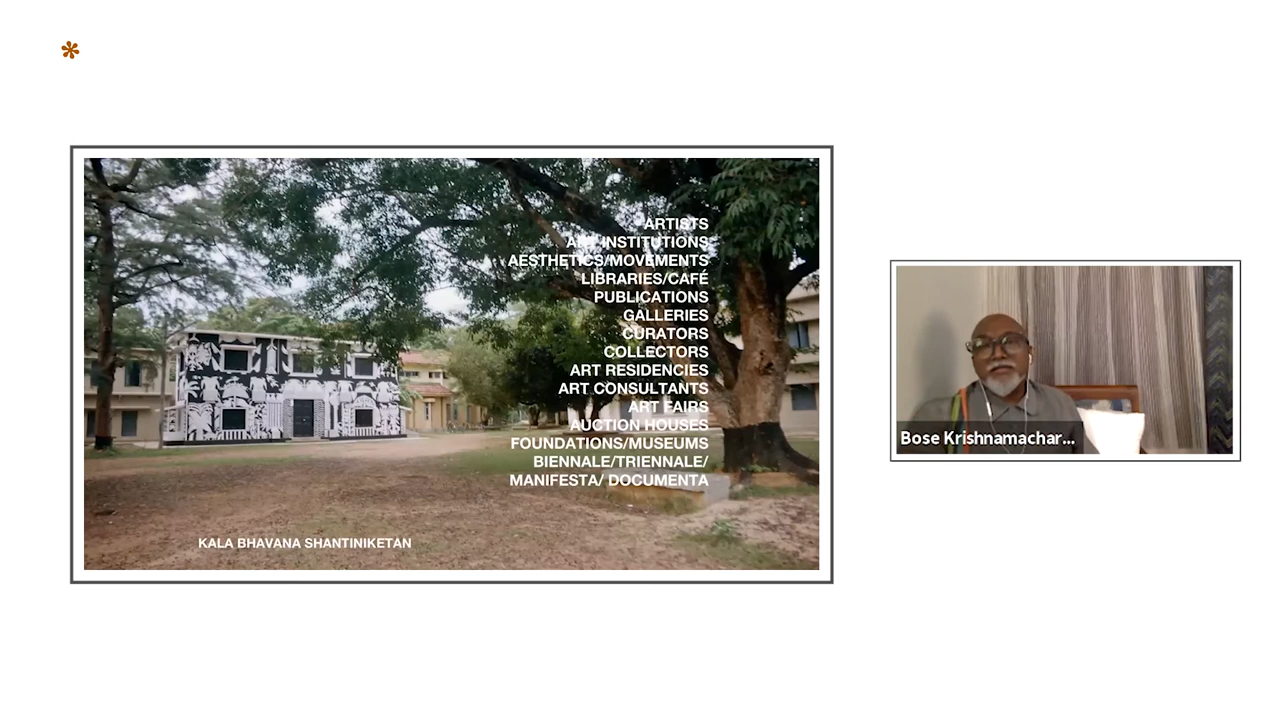 ARTISTS
ART INSTITUTIONS
AESTHETICS/MOVEMENTS
LIBRARIES/CAFÉ
PUBLICATIONS
GALLERIES
CURATORS
COLLECTORS
ART RESIDENCIES
ART CONSULTANTS
ART FAIRS
AUCTION HOUSES
FOUNDATIONS/MUSEUMS
BIENNALE/TRIENNALE/
MANIFESTA/ DOCUMENTA
KALA BHAVANA SHANTINIKETAN
Bose Krishnamachar...